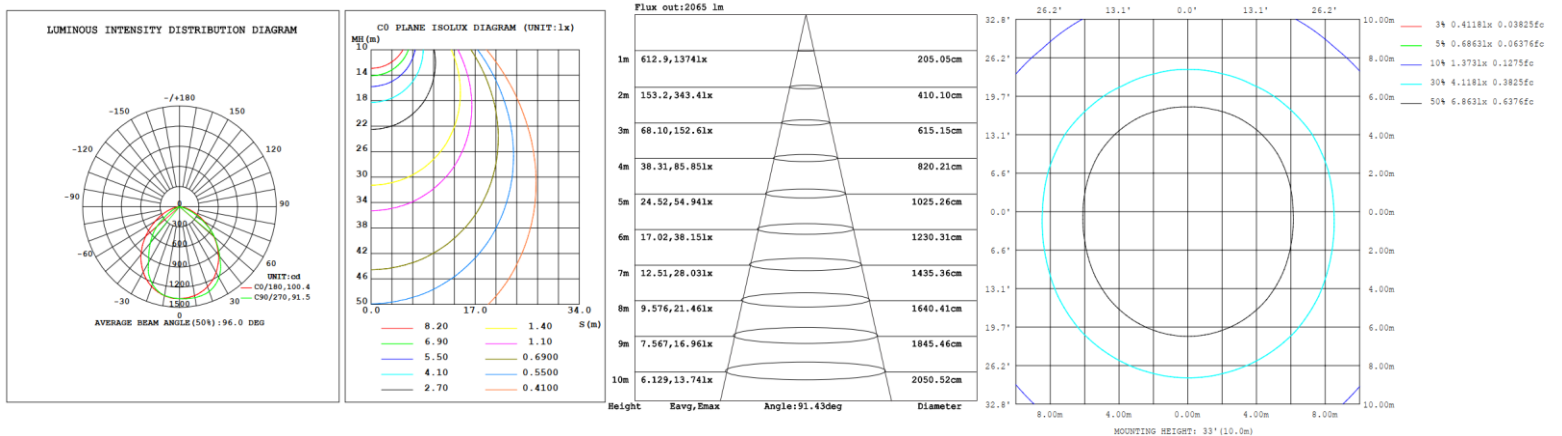 LUMINOUS INTENSITY DISTRIBUTION DIAGRAM
-/+180
-150 150
-120 120
-90 90
0
300
600
-60 60
900
1200
-30 30
1500
0
UNIT:cd
C0/180,100.4
C90/270,91.5
AVERAGE BEAM ANGLE(50%):96.0 DEG
C0 PLANE ISOLUX DIAGRAM (UNIT:lx)
MH(m)
10
14
18
22
26
30
34
38
42
46
50
0.0 17.0 34.0
S(m)
8.20 1.40
6.90 1.10
5.50 0.6900
4.10 0.5500
2.70 0.4100
Flux out:2065 lm
1m 612.9,1374lx 205.05cm
2m 153.2,343.4lx 410.10cm
3m 68.10,152.6lx 615.15cm
4m 38.31,85.85lx 820.21cm
5m 24.52,54.94lx 1025.26cm
6m 17.02,38.15lx 1230.31cm
7m 12.51,28.03lx 1435.36cm
8m 9.576,21.46lx 1640.41cm
9m 7.567,16.96lx 1845.46cm
10m 6.129,13.74lx 2050.52cm
Height Eavg,Emax Angle:91.43deg Diameter
26.2' 13.1' 0.0' 13.1' 26.2'
32.8' 10.00m
26.2' 8.00m
19.7' 6.00m
13.1' 4.00m
6.6' 2.00m
0.0' 0.00m
6.6' 2.00m
13.1' 4.00m
19.7' 6.00m
26.2' 8.00m
32.8' 10.00m
8.00m 4.00m 0.00m 4.00m 8.00m
MOUNTING HEIGHT: 33'(10.0m)
3% 0.4118lx 0.03825fc
5% 0.6863lx 0.06376fc
10% 1.373lx 0.1275fc
30% 4.118lx 0.3825fc
50% 6.863lx 0.6376fc